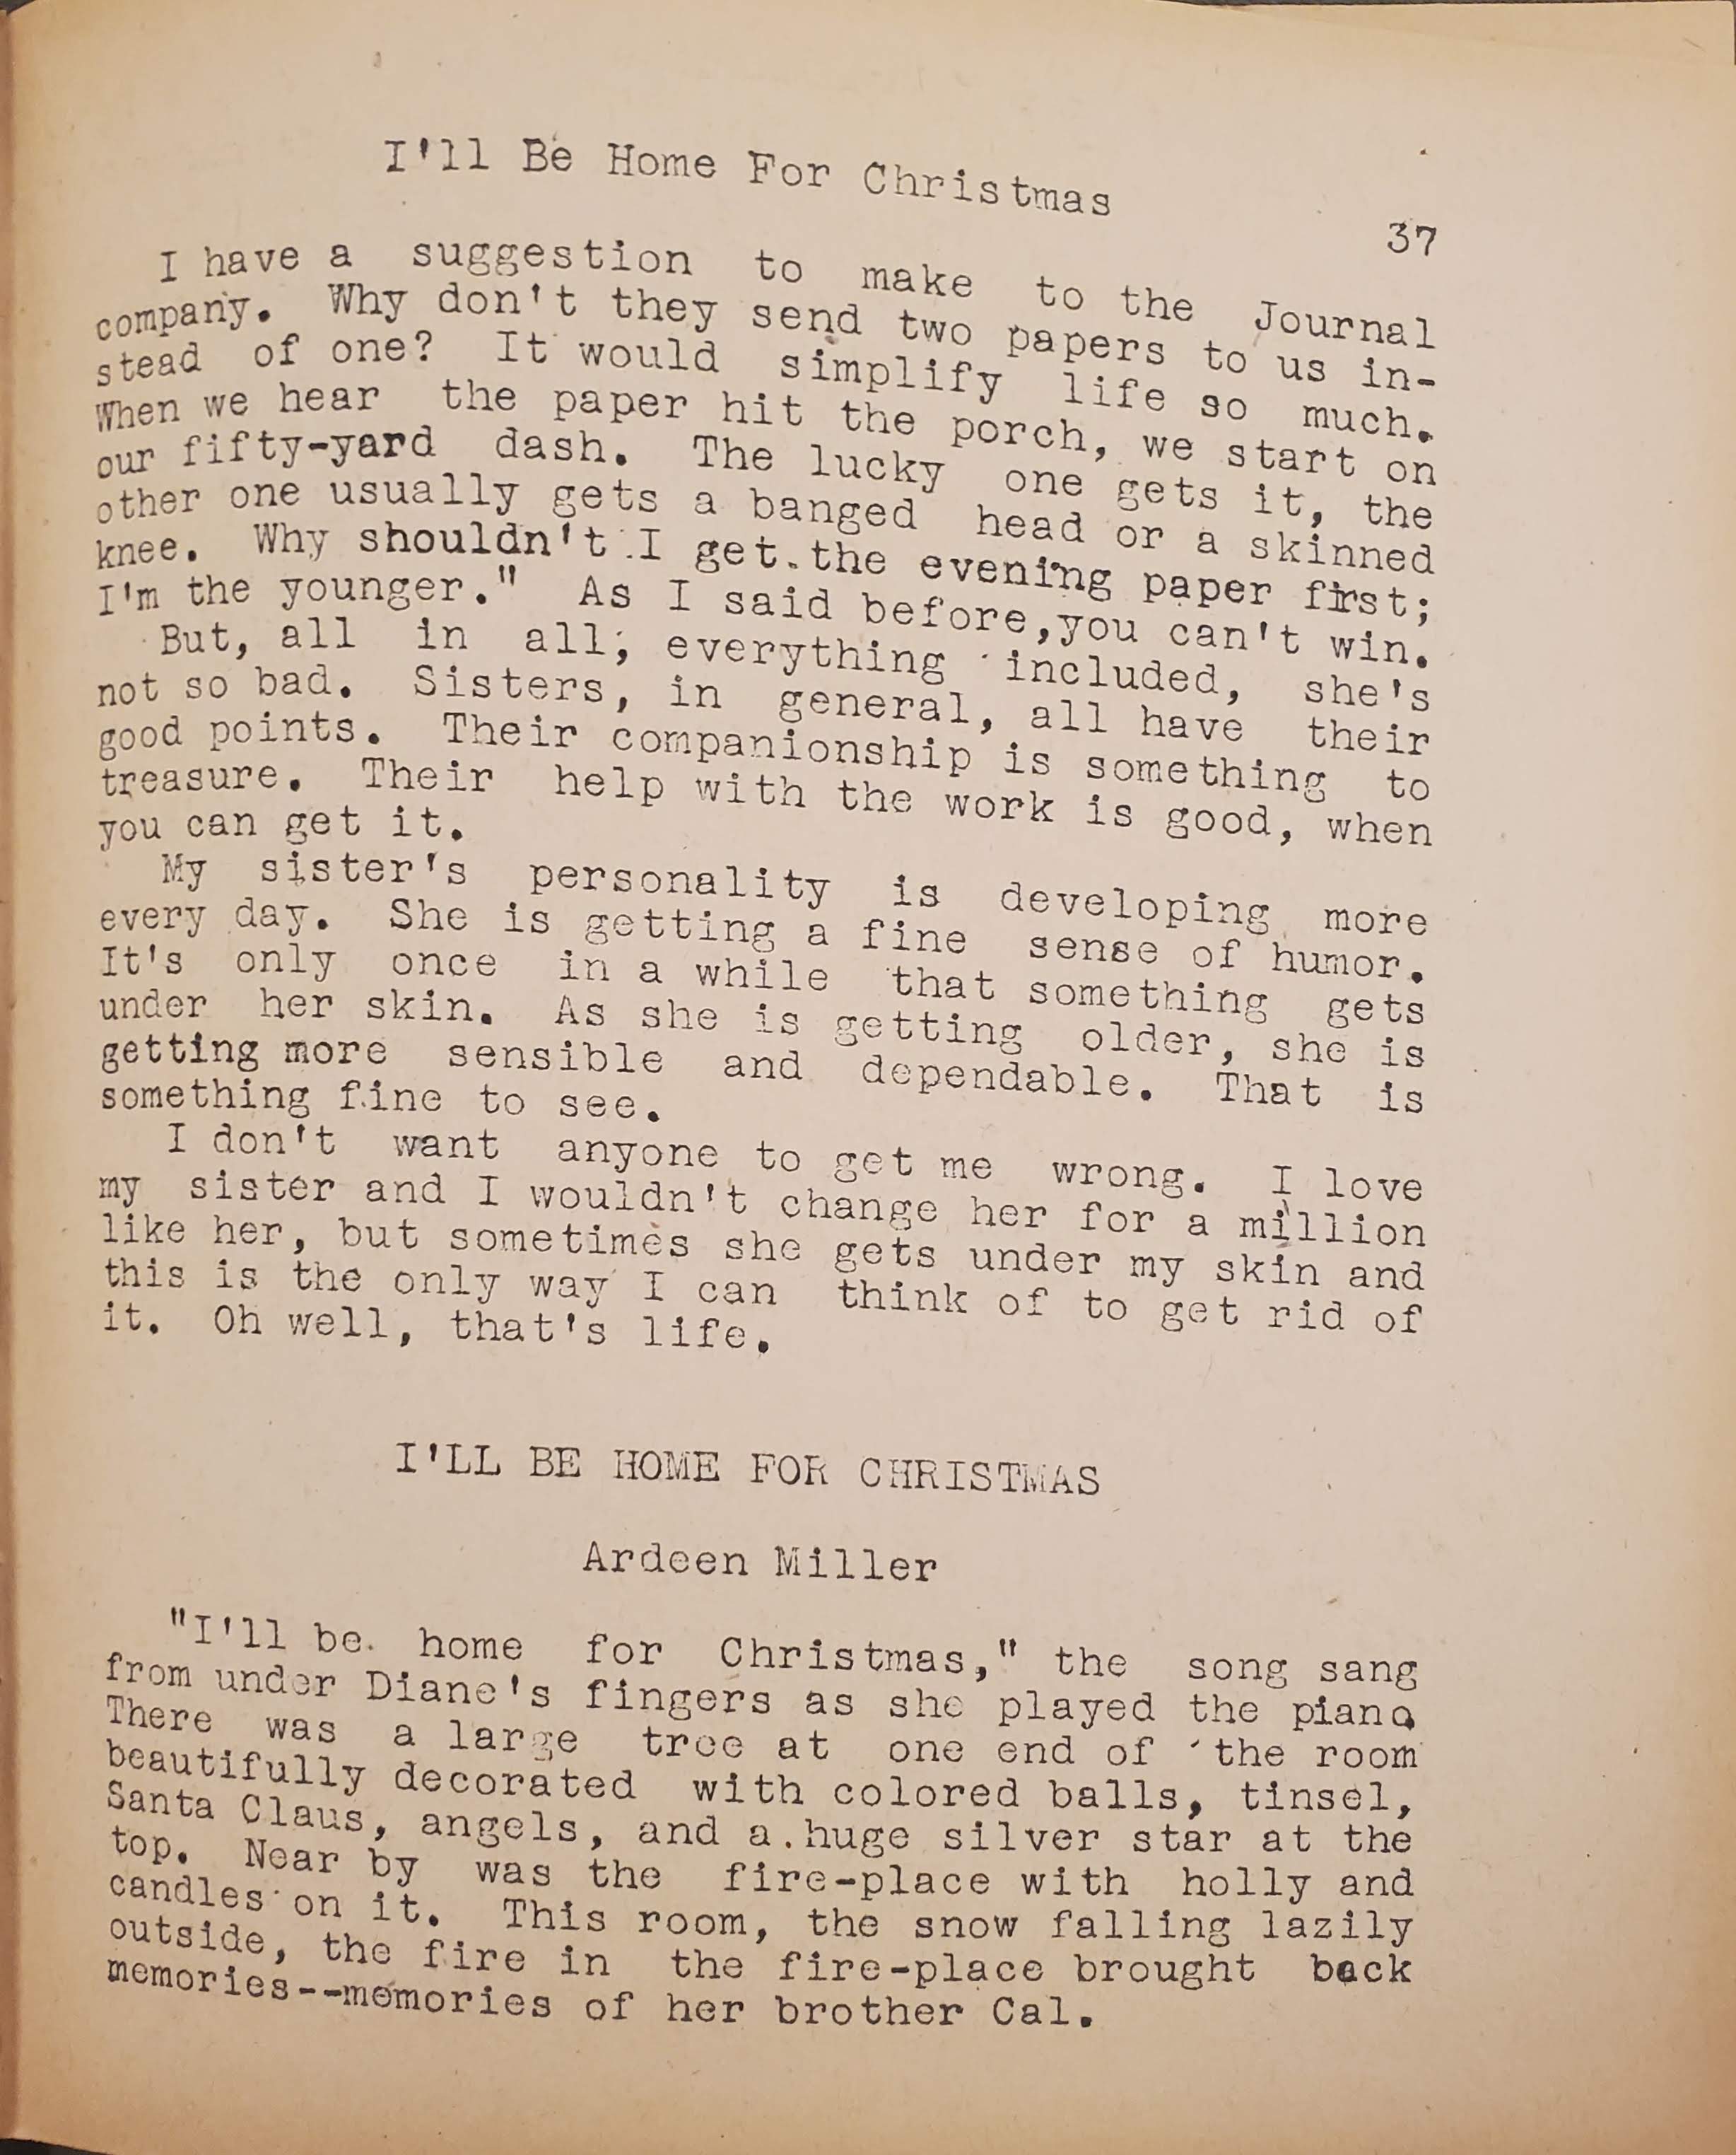 I'll Be Home For Christmas
37
I have a suggestion to make to the Journal
company. Why don't they send two papers to us in-
stead of one? It would simplify life so much.
When we hear the paper hit the porch, we start on
our fifty-yard dash. The lucky one gets it, the
other one usually gets a banged head or a skinned
knee. Why shouldn't I get the evening paper first;
I'm the younger." As I said before,you can't win.
But, all in all, everything included, she's
not so bad. Sisters, in general, all have their
good points. Their companionship is something to
treasure. Their help with the work is good, when
you can get it.
My sister's personality is developing more
every day. She is getting a fine sense of humor.
It's only once in a while that something gets
under her skin. As she is getting older, she is
getting more sensible and dependable. That is
something fine to see.
I don't want anyone to get me wrong. I love
my sister and I wouldn't change her for a million
like her, but sometimes she gets under my skin and
this is the only way I can think of to get rid of
it. Oh well, that's life.
I'LL BE HOME FOR CHRISTMAS
Ardeen Miller
"I'll be home for Christmas," the song sang
from under Diane's fingers as she played the piano
There was a large tree at one end of the room
beautifully decorated with colored balls, tinsel,
Santa Claus, angels, and a huge silver star at the
top. Near by was the fire-place with holly and
candles on it. This room, the snow falling lazily
outside, the fire in the fire-place brought back
memories--memories of her brother Cal.